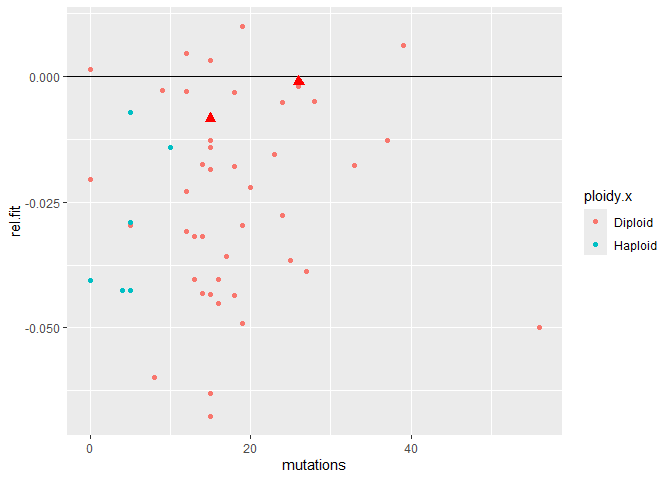 0.000
-0.025
-0.050
rel.fit
0
20
40
mutations
ploidy.x
Diploid
Haploid